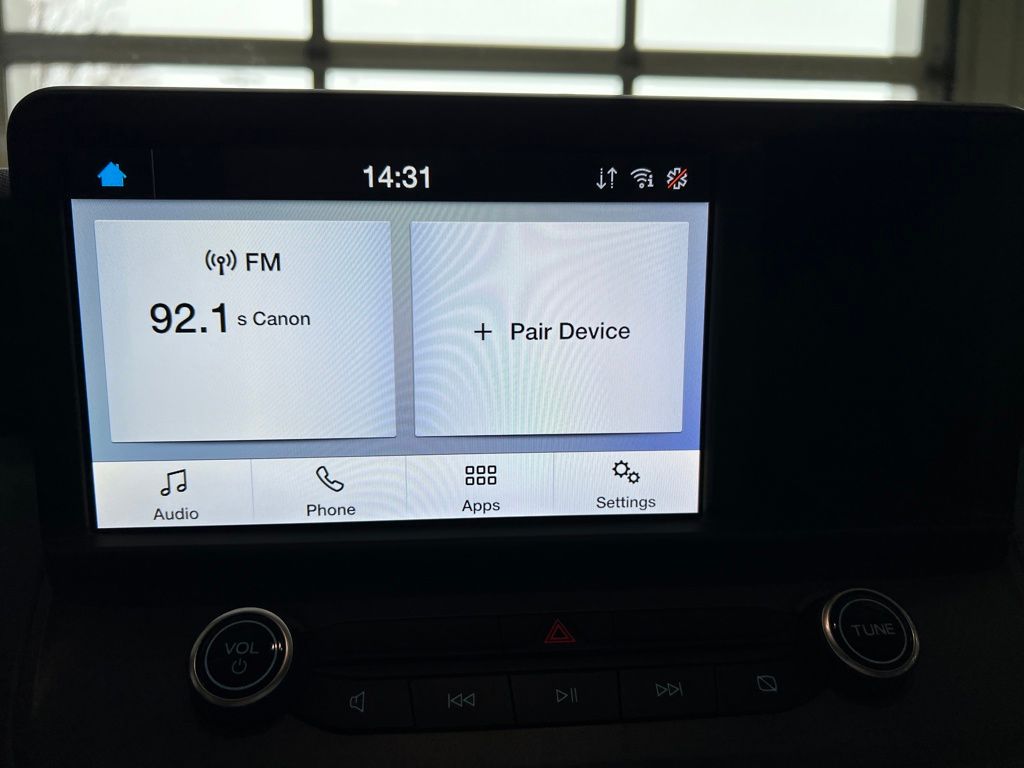 14:31
FM
92.1 s Canon
+ Pair Device
Audio
Phone
Apps
Settings
VOL
TUNE